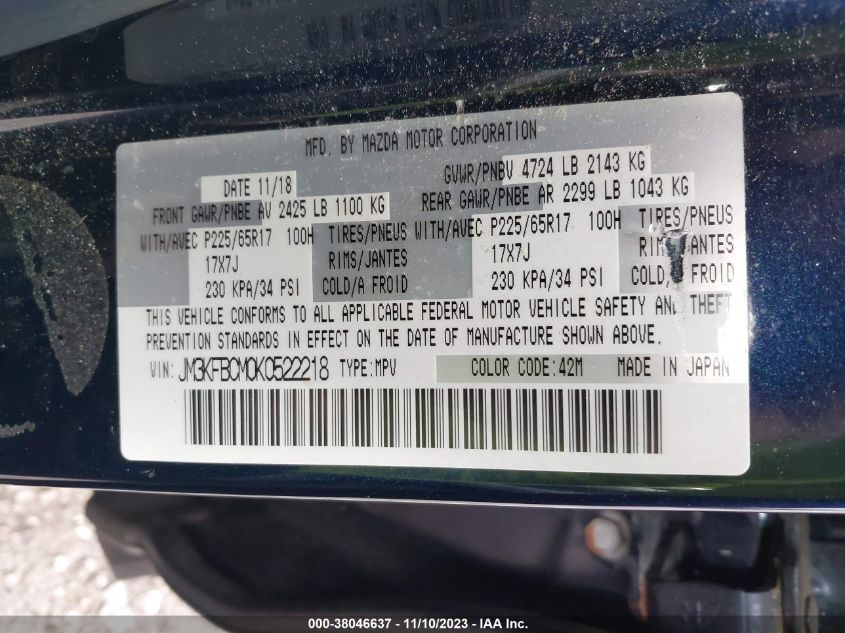 MFD. BY MAZDA MOTOR CORPORATION
DATE 11/18 GVWR/PNBV 4724 LB 2143 KG
FRONT GAWR/PNBE AV 2425 LB 1100 KG REAR GAWR/PNBE AR 2299 LB 1043 KG
WITH/AVEC P225/65R17 100H TIRES/PNEUS WITH/AVEC P225/65R17 100H TIRES/PNEUS
17X7J RIMS/JANTES 17X7J RIMS/JANTES
230 KPA/34 PSI COLD/A FROID 230 KPA/34 PSI COLD/A FROID
THIS VEHICLE CONFORMS TO ALL APPLICABLE FEDERAL MOTOR VEHICLE SAFETY AND THEFT
PREVENTION STANDARDS IN EFFECT ON THE DATE OF MANUFACTURE SHOWN ABOVE.
VIN: JM3KFBCM0K0522218 TYPE:MPV COLOR CODE:42M MADE IN JAPAN
000-38046637 - 11/10/2023 - IAA Inc.